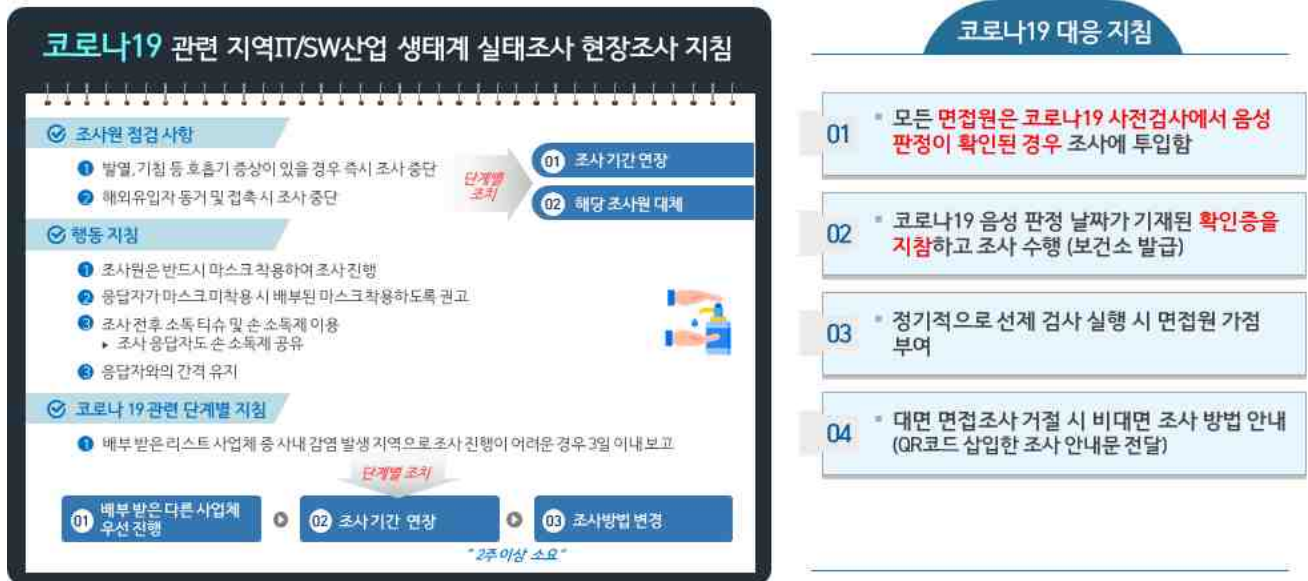 코로나19 관련 지역IT/SW산업 생태계 실태조사 현장조사 지침
조사원 점검 사항
1 발열, 기침 등 호흡기 증상이 있을 경우 즉시 조사 중단
2 해외유입자 동거 및 접촉 시 조사 중단
단계별
조치
01 조사 기간 연장
02 해당 조사원 대체
행동 지침
1 조사원은 반드시 마스크 착용하여 조사 진행
2 응답자가 마스크 미착용 시 배부된 마스크 착용하도록 권고
3 조사 전후 소독 티슈 및 손 소독제 이용
▸ 조사 응답자도 손 소독제 공유
3 응답자와의 간격 유지
코로나 19 관련 단계별 지침
1 배부 받은 리스트 사업체 중 사내 감염 발생 지역으로 조사 진행이 어려운 경우 3일 이내 보고
단계별 조치
01 배부 받은 다른 사업체
우선 진행
02 조사 기간 연장
03 조사방법 변경
"2주 이상 소요"
코로나19 대응 지침
01 ▪ 모든 면접원은 코로나19 사전검사에서 음성
판정이 확인된 경우 조사에 투입함
02 ▪ 코로나19 음성 판정 날짜가 기재된 확인증을
지참하고 조사 수행 (보건소 발급)
03 ▪ 정기적으로 선제 검사 실행 시 면접원 가점
부여
04 ▪ 대면 면접조사 거절 시 비대면 조사 방법 안내
(QR코드 삽입한 조사 안내문 전달)